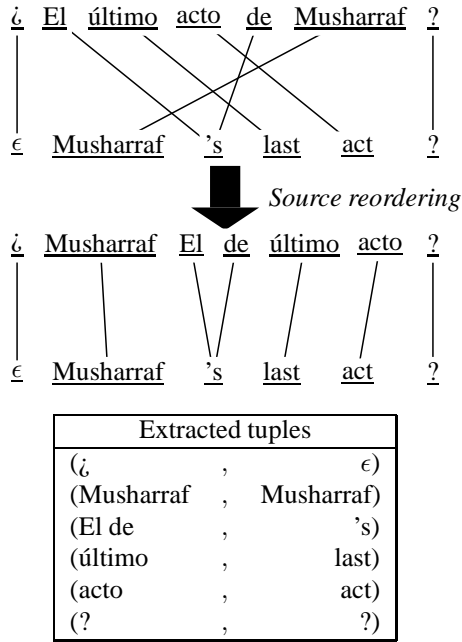 ¿ El último acto de Musharraf ?
ϵ Musharraf 's last act ?
Source reordering
¿ Musharraf El de último acto ?
ϵ Musharraf 's last act ?
Extracted tuples
(¿ , ϵ)
(Musharraf , Musharraf)
(El de , 's)
(último , last)
(acto , act)
(? , ?)